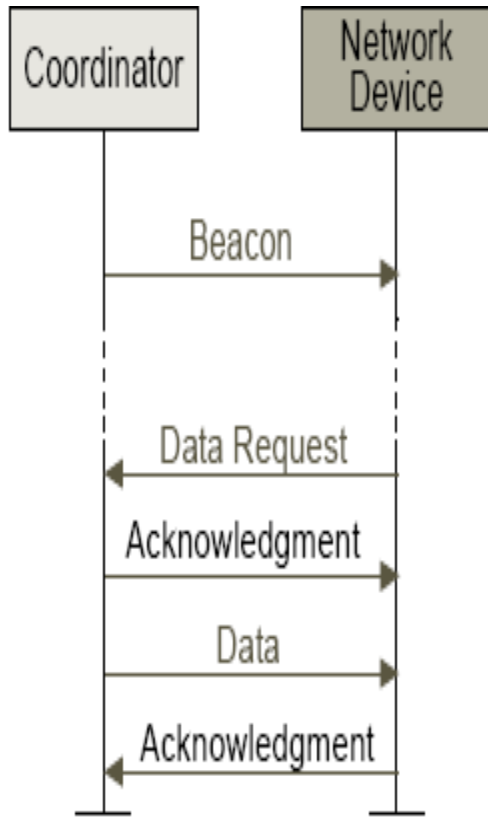 Coordinator
Network
Device
Beacon
Data Request
Acknowledgment
Data
Acknowledgment